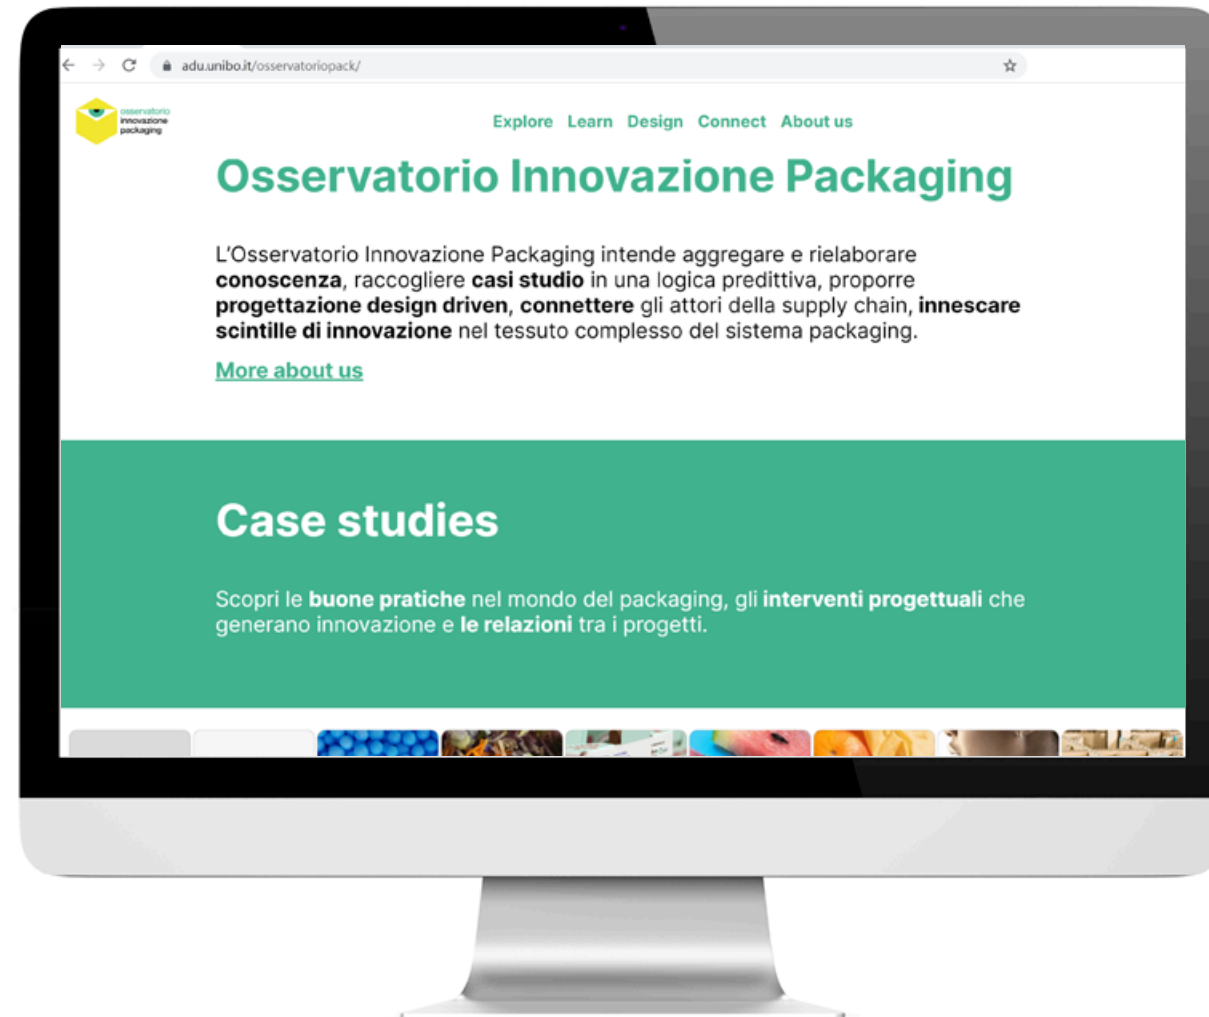 adu.unibo.it/osservatoriopack/
osservatorio
innovazione
packaging
Explore Learn Design Connect About us
Osservatorio Innovazione Packaging
L'Osservatorio Innovazione Packaging intende aggregare e rielaborare
conoscenza, raccogliere casi studio in una logica predittiva, proporre
progettazione design driven, connettere gli attori della supply chain, innescare
scintille di innovazione nel tessuto complesso del sistema packaging.
More about us
Case studies
Scopri le buone pratiche nel mondo del packaging, gli interventi progettuali che
generano innovazione e le relazioni tra i progetti.